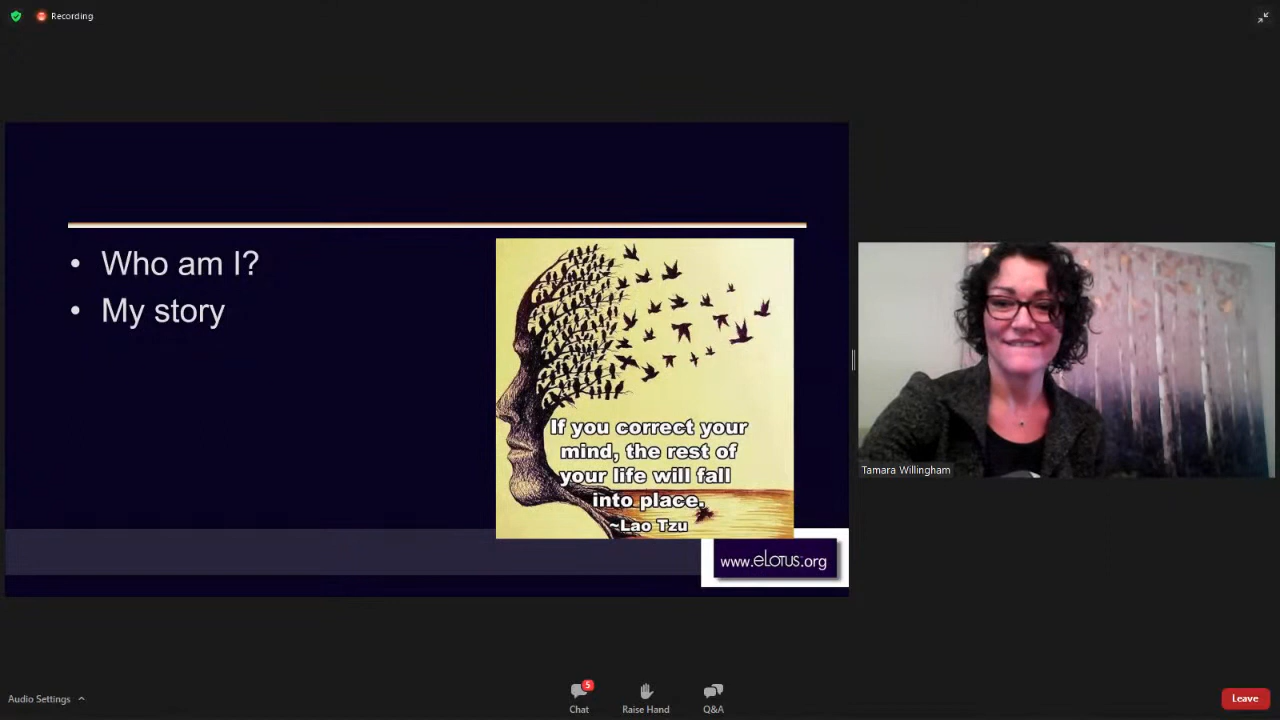 Recording
• Who am I?
• My story
If you correct your
mind, the rest of
your life will fall
into place.
~Lao Tzu
www.eLotus.org
Tamara Willingham
Audio Settings
5
Chat
Raise Hand
Q&A
Leave